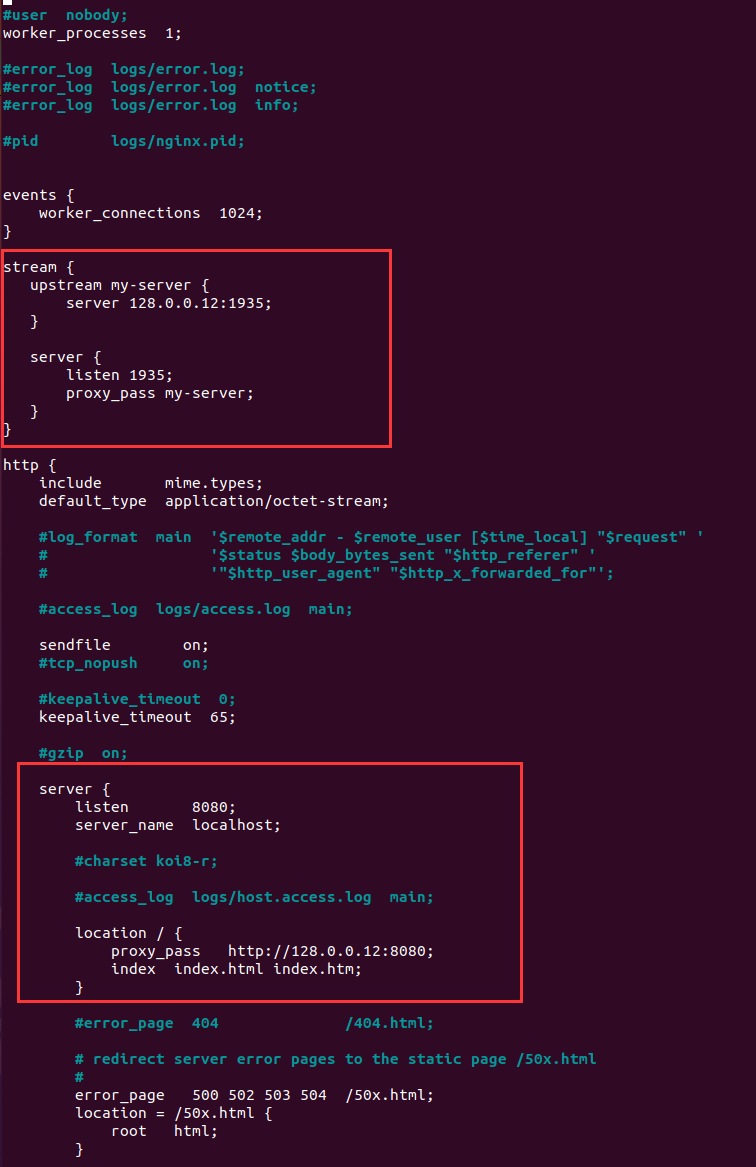 #user  nobody;
worker_processes  1;

#error_log  logs/error.log;
#error_log  logs/error.log  notice;
#error_log  logs/error.log  info;

#pid        logs/nginx.pid;


events {
    worker_connections  1024;
}

stream {
   upstream my-server {
       server 128.0.0.12:1935;
   }

   server {
       listen 1935;
       proxy_pass my-server;
   }
}

http {
    include       mime.types;
    default_type  application/octet-stream;

    #log_format  main  '$remote_addr - $remote_user [$time_local] "$request" '
    #                  '$status $body_bytes_sent "$http_referer" '
    #                  '"$http_user_agent" "$http_x_forwarded_for"';

    #access_log  logs/access.log  main;

    sendfile        on;
    #tcp_nopush     on;

    #keepalive_timeout  0;
    keepalive_timeout  65;

    #gzip  on;

    server {
        listen       8080;
        server_name  localhost;

        #charset koi8-r;

        #access_log  logs/host.access.log  main;

        location / {
            proxy_pass   http://128.0.0.12:8080;
            index  index.html index.htm;
        }

        #error_page  404              /404.html;

        # redirect server error pages to the static page /50x.html
        #
        error_page   500 502 503 504  /50x.html;
        location = /50x.html {
            root   html;
        }